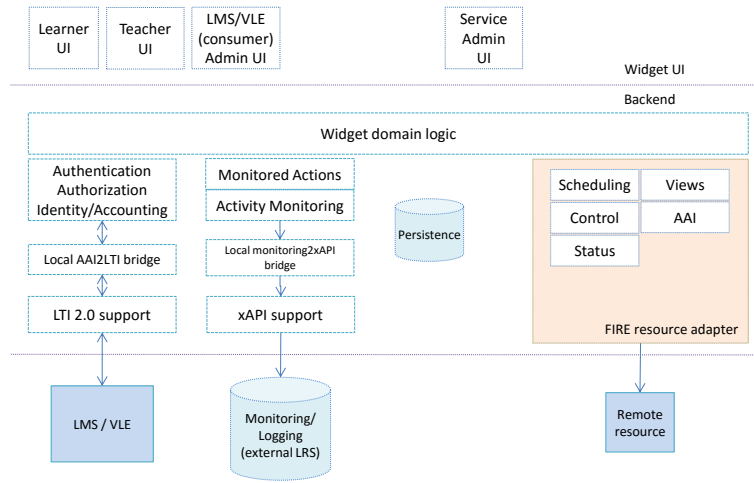 Learner
UI
Teacher
UI
LMS/VLE
(consumer)
Admin UI
Service
Admin
UI
Widget UI
Backend
Widget domain logic
Authentication
Authorization
Identity/Accounting
Monitored Actions
Activity Monitoring
Persistence
Scheduling
Views
Control
AAI
Status
Local AAI2LTI bridge
Local monitoring2xAPI
bridge
LTI 2.0 support
xAPI support
FIRE resource adapter
LMS / VLE
Monitoring/
Logging
(external LRS)
Remote
resource